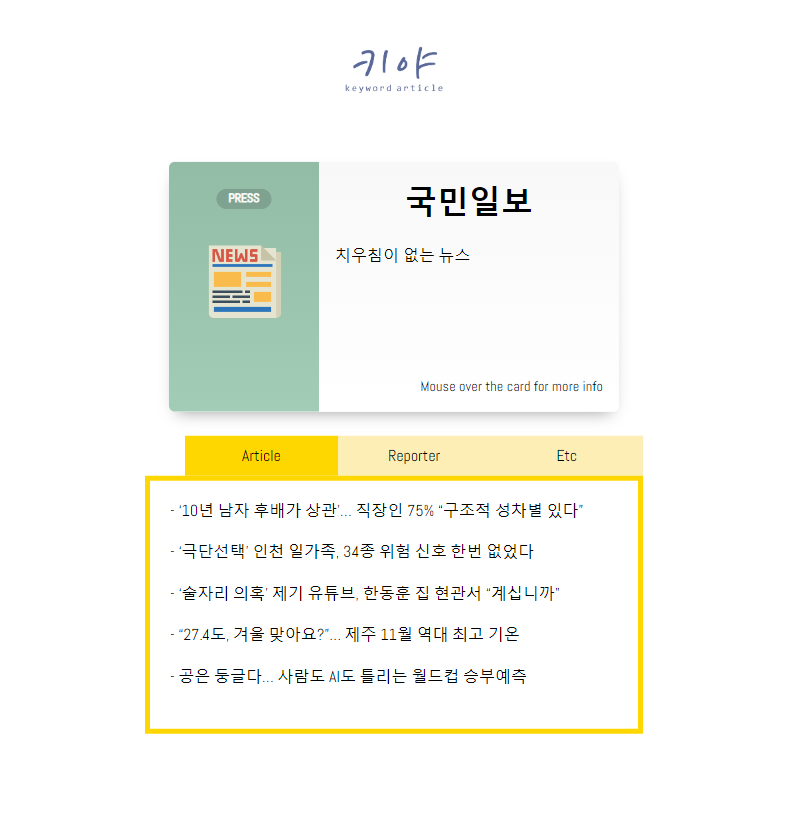 키야
keyword article
PRESS
NEWS
국민일보
치우침이 없는 뉴스
Mouse over the card for more info
Article Reporter Etc
- ‘10년 남자 후배가 상관’... 직장인 75% “구조적 성차별 있다”
- ‘극단선택’ 인천 일가족, 34종 위험 신호 한번 없었다
- ‘술자리 의혹’ 제기 유튜브, 한동훈 집 현관서 “계십니까”
- “27.4도, 겨울 맞아요?”... 제주 11월 역대 최고 기온
- 공은 둥글다... 사람도 AI도 틀리는 월드컵 승부예측